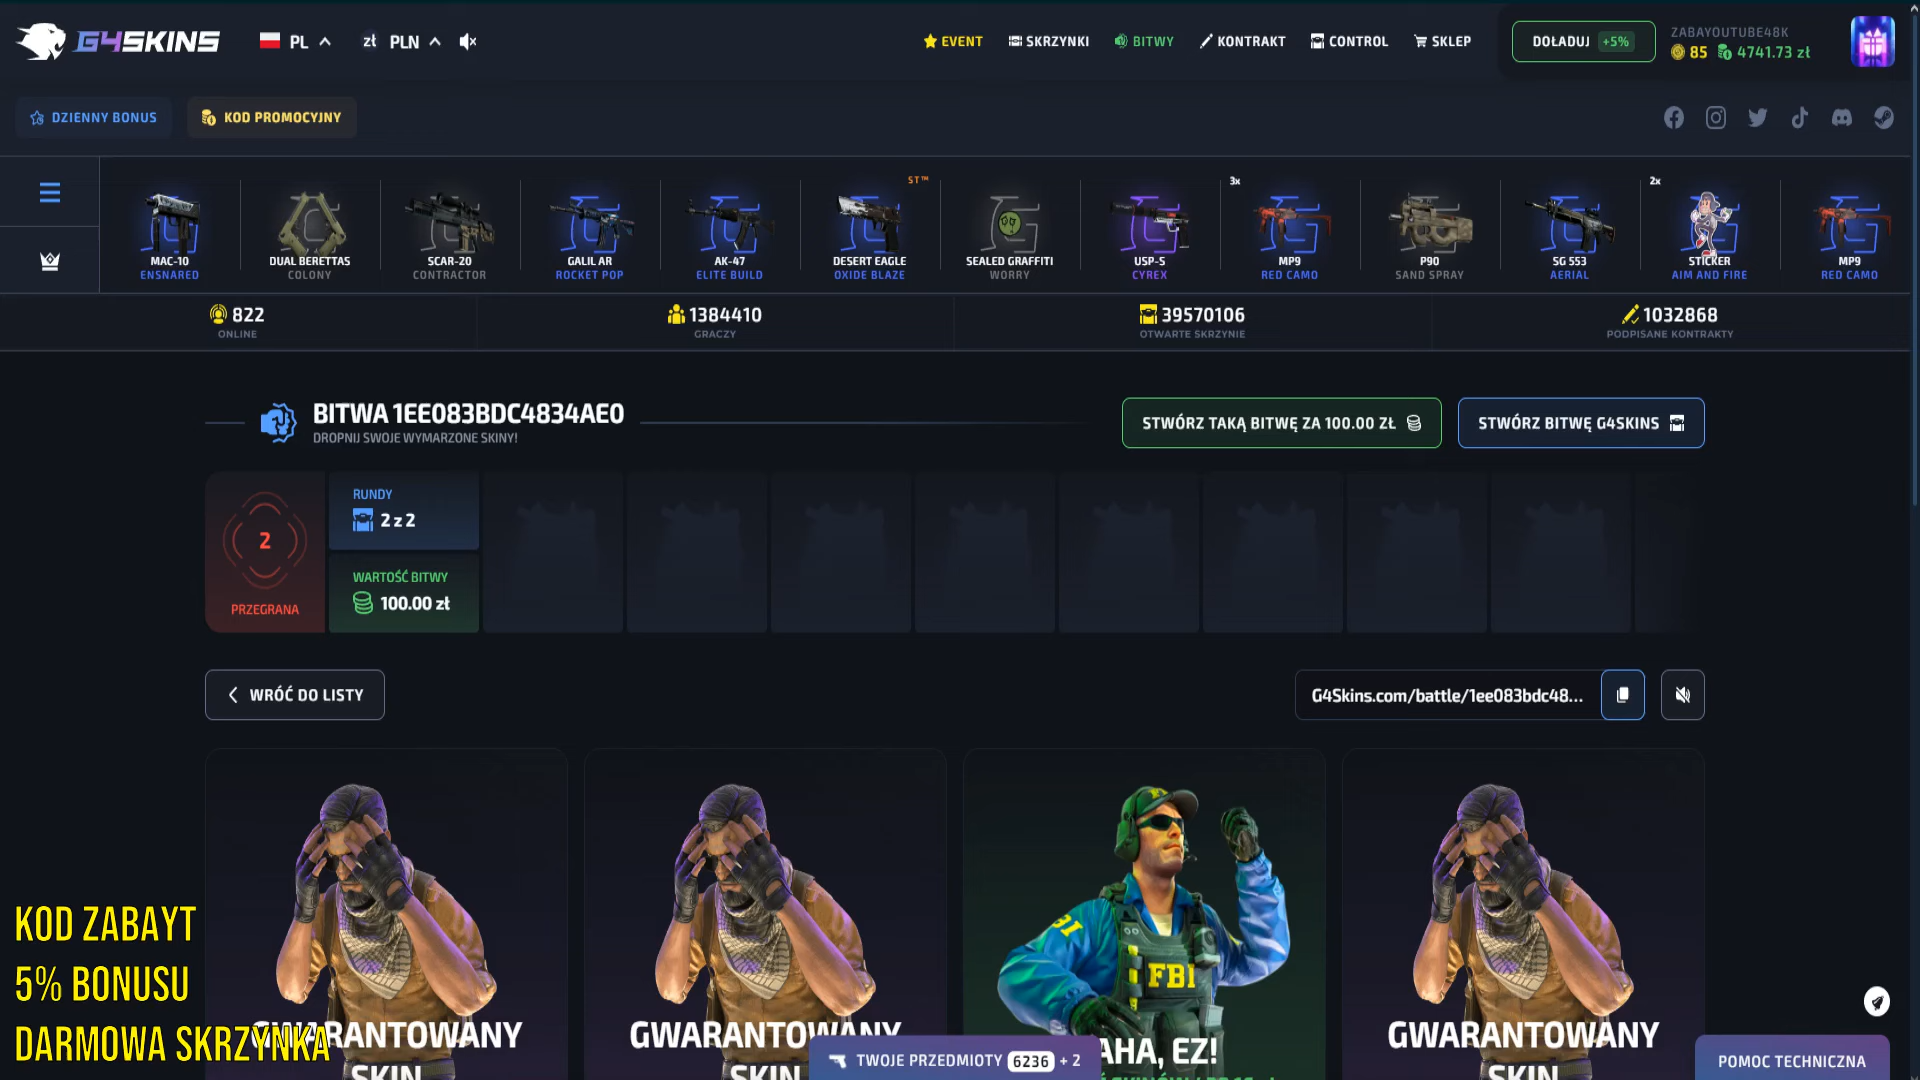 G4SKINS
PL
zł PLN
EVENT
SKRZYNKI
BITWY
KONTRAKT
CONTROL
SKLEP
DOŁADUJ +5%
ZABAYOUTUBE48K
85 4741.73 zł
DZIENNY BONUS
KOD PROMOCYJNY
MAC-10
ENSNARED
DUAL BERETTAS
COLONY
SCAR-20
CONTRACTOR
GALIL AR
ROCKET POP
AK-47
ELITE BUILD
ST™
DESERT EAGLE
OXIDE BLAZE
SEALED GRAFFITI
WORRY
USP-S
CYREX
3x
MP9
RED CAMO
P90
SAND SPRAY
SG 553
AERIAL
2x
STICKER
AIM AND FIRE
MP9
RED CAMO
822
ONLINE
1384410
GRACZY
39570106
OTWARTE SKRZYNIE
1032868
PODPISANE KONTRAKTY
BITWA 1EE083BDC4834AE0
DROPNIJ SWOJE WYMARZONE SKINY!
STWÓRZ TAKĄ BITWĘ ZA 100.00 ZŁ
STWÓRZ BITWĘ G4SKINS
2
PRZEGRANA
RUNDY
2 z 2
WARTOŚĆ BITWY
100.00 zł
WRÓĆ DO LISTY
G4Skins.com/battle/1ee083bdc48...
FBI
FBI
KOD ZABAYT
5% BONUSU
DARMOWA SKRZYNKA
GWARANTOWANY
SKIN
GWARANTOWANY
SKIN
AHA, EZ!
GWARANTOWANY
SKIN
TWOJE PRZEDMIOTY 6236 + 2
POMOC TECHNICZNA